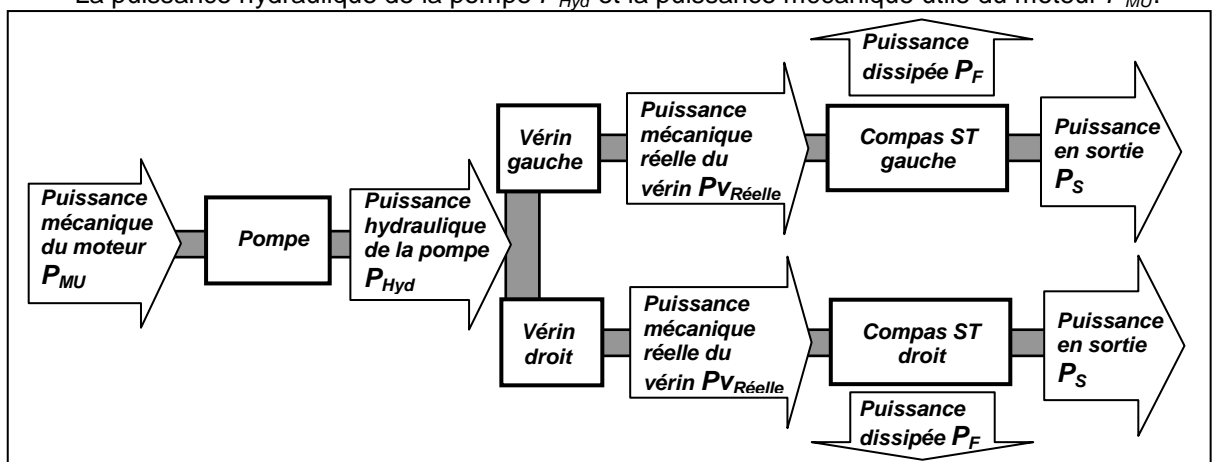 La puissance hydraulique de la pompe P_Hyd et la puissance mécanique utile du moteur P_MU.
Puissance
dissipée P_F
Vérin
gauche
Puissance
mécanique
réelle du
vérin Pv_Réelle
Compas ST
gauche
Puissance
en sortie
P_S
Puissance
mécanique
du moteur
P_MU
Pompe
Puissance
hydraulique
de la pompe
P_Hyd
Vérin
droit
Puissance
mécanique
réelle du
vérin Pv_Réelle
Compas ST
droit
Puissance
en sortie
P_S
Puissance
dissipée P_F